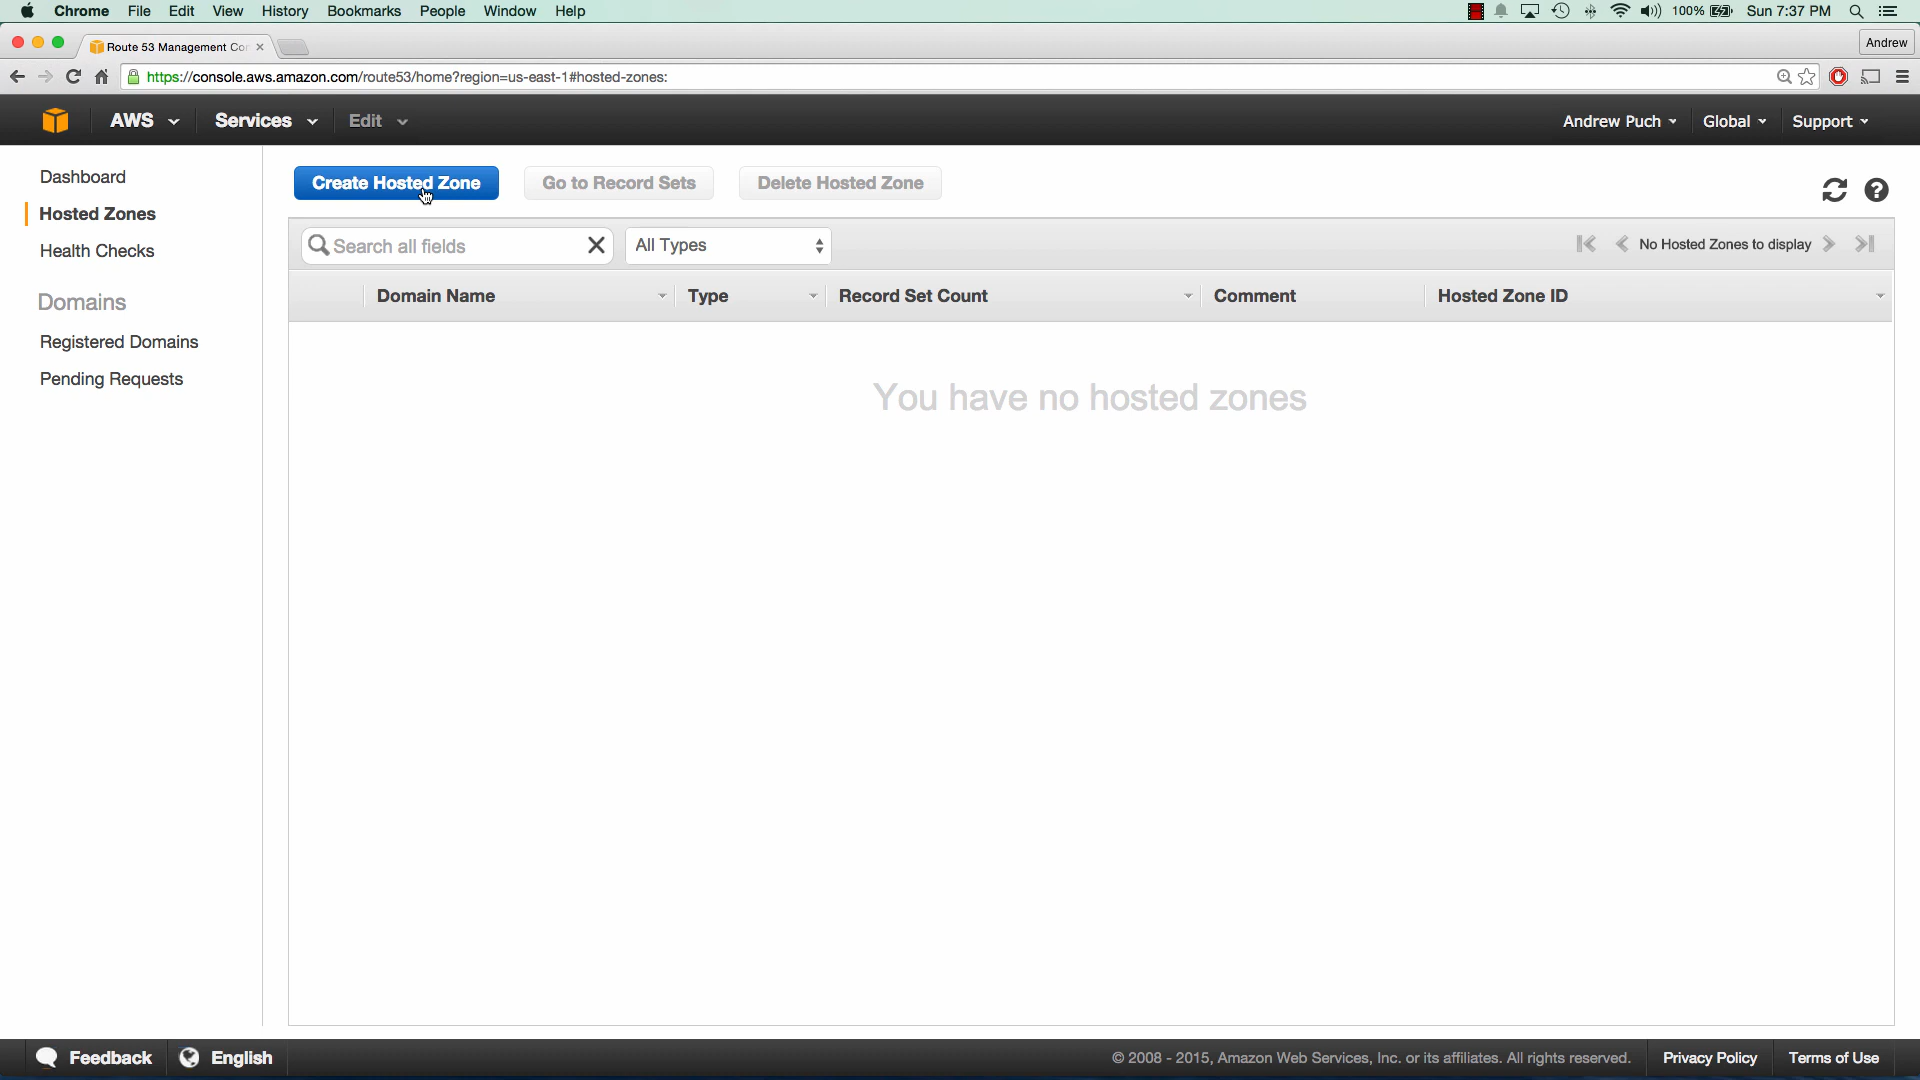 Chrome File Edit View History Bookmarks People Window Help 100% Sun 7:37 PM
Route 53 Management Co Andrew
https://console.aws.amazon.com/route53/home?region=us-east-1#hosted-zones:
AWS Services Edit Andrew Puch Global Support
Dashboard
Hosted Zones
Health Checks
Domains
Registered Domains
Pending Requests
Create Hosted Zone Go to Record Sets Delete Hosted Zone
Search all fields All Types No Hosted Zones to display
Domain Name Type Record Set Count Comment Hosted Zone ID
You have no hosted zones
Feedback English © 2008 - 2015, Amazon Web Services, Inc. or its affiliates. All rights reserved. Privacy Policy Terms of Use